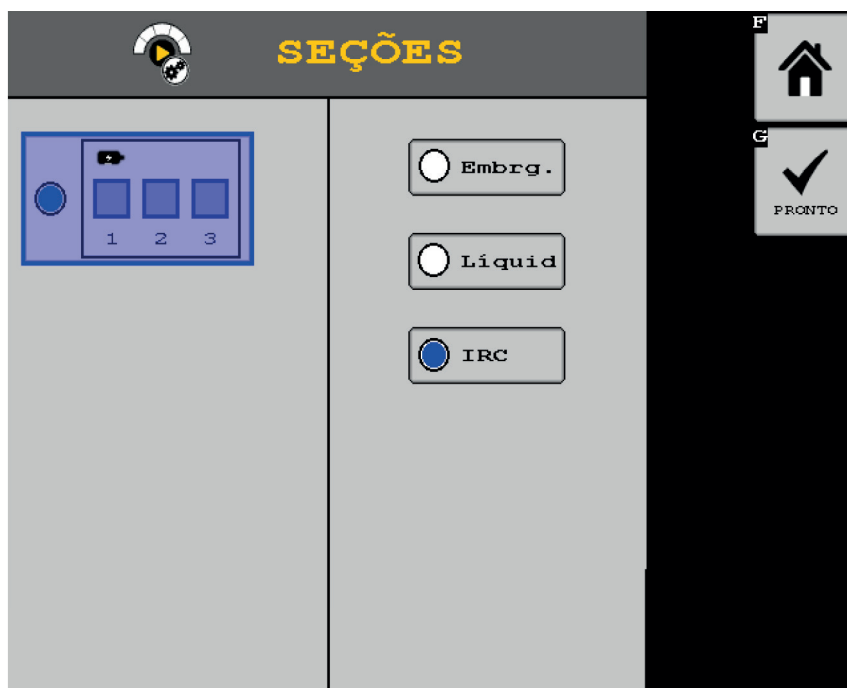 SEÇÕES
F
G
PRONTO
1 2 3
Embrg.
Líquid
IRC